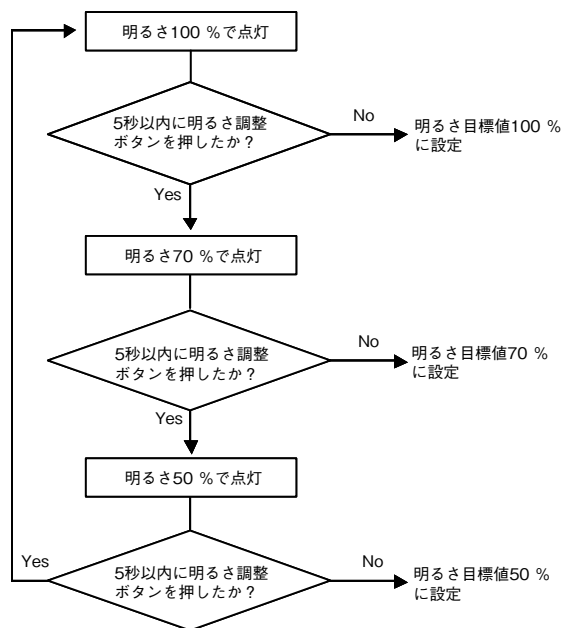 明るさ100 %で点灯
5秒以内に明るさ調整
ボタンを押したか？
No
明るさ目標値100 %
に設定
Yes
明るさ70 %で点灯
5秒以内に明るさ調整
ボタンを押したか？
No
明るさ目標値70 %
に設定
Yes
明るさ50 %で点灯
Yes
5秒以内に明るさ調整
ボタンを押したか？
No
明るさ目標値50 %
に設定